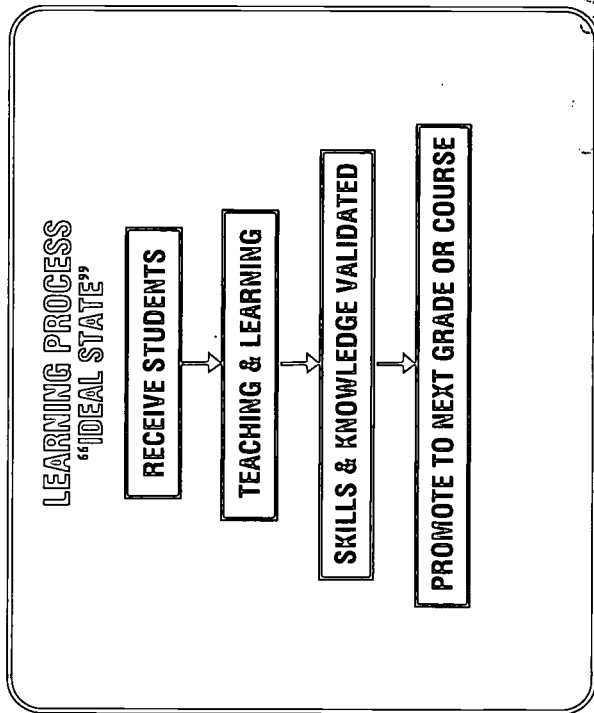 LEARNING PROCESS
“IDEAL STATE”
RECEIVE STUDENTS
TEACHING & LEARNING
SKILLS & KNOWLEDGE VALIDATED
PROMOTE TO NEXT GRADE OR COURSE